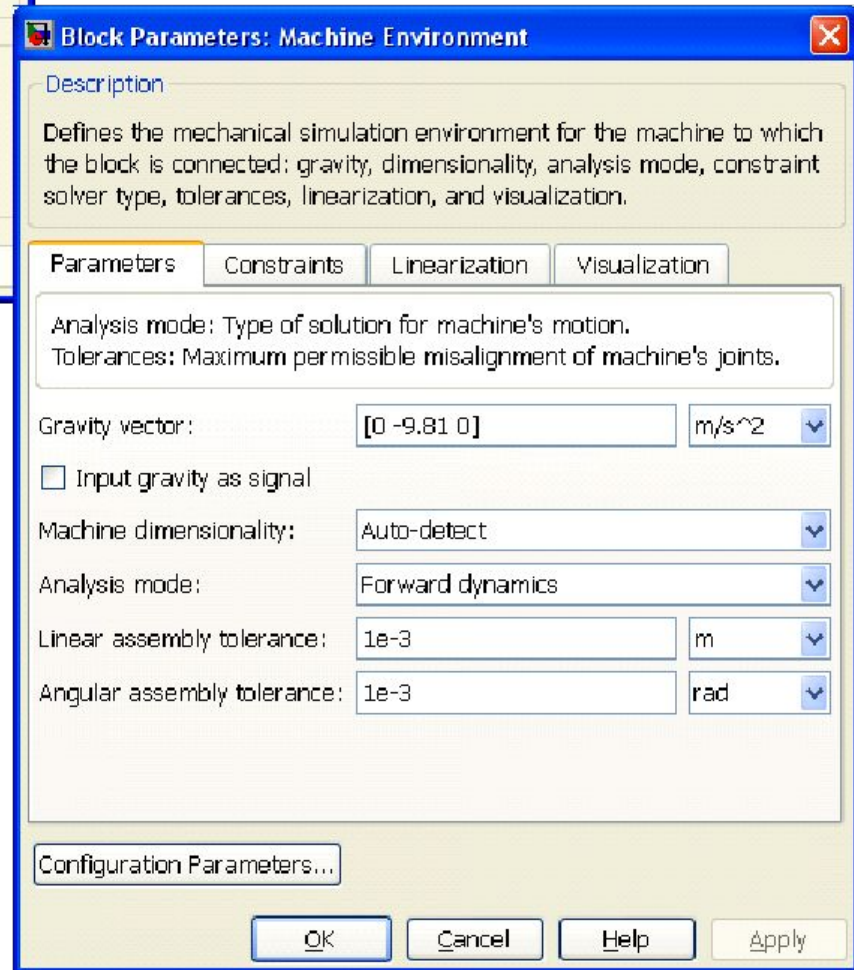 Block Parameters: Machine Environment
Description
Defines the mechanical simulation environment for the machine to which
the block is connected: gravity, dimensionality, analysis mode, constraint
solver type, tolerances, linearization, and visualization.
Parameters Constraints Linearization Visualization
Analysis mode: Type of solution for machine's motion.
Tolerances: Maximum permissible misalignment of machine's joints.
Gravity vector: [0 -9.81 0] m/s^2
Input gravity as signal
Machine dimensionality: Auto-detect
Analysis mode: Forward dynamics
Linear assembly tolerance: 1e-3 m
Angular assembly tolerance: 1e-3 rad
Configuration Parameters...
OK Cancel Help Apply